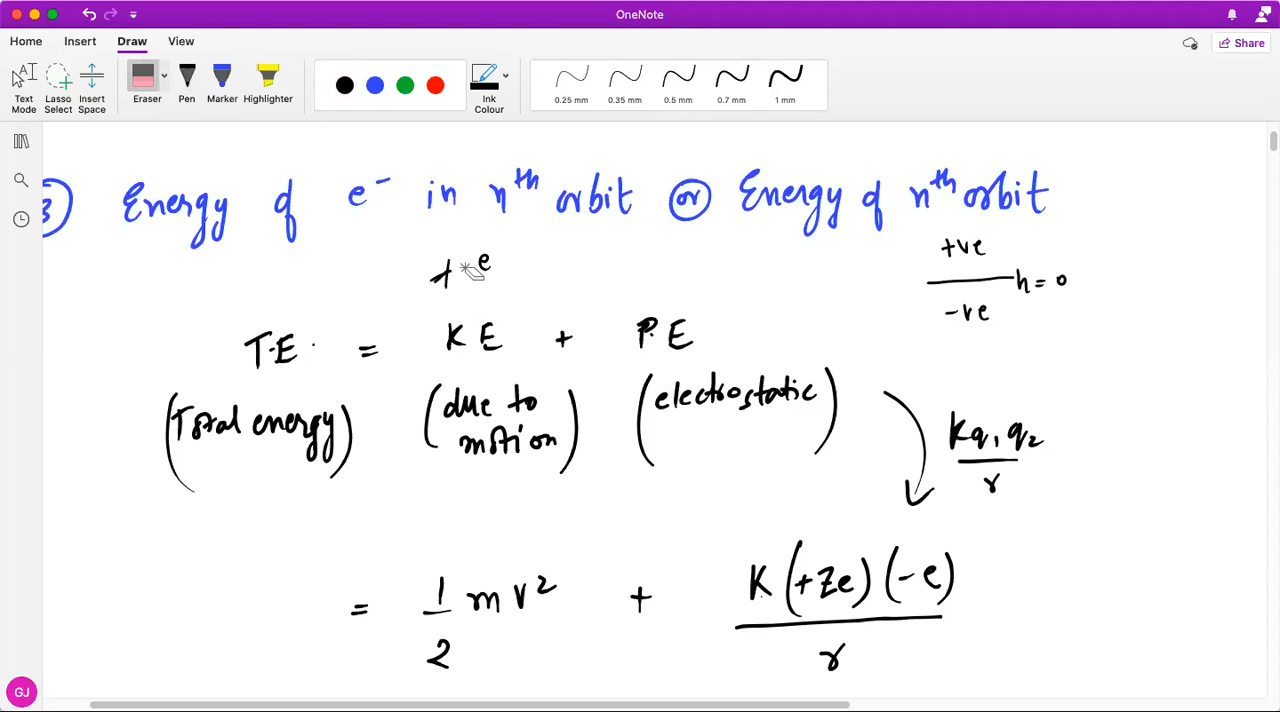 OneNote
Home Insert Draw View
Share
Text Mode
Lasso Select
Insert Space
Eraser
Pen
Marker
Highlighter
Ink Colour
0.25 mm 0.35 mm 0.5 mm 0.7 mm 1 mm
3 Energy of e⁻ in nᵗʰ orbit or Energy of nᵗʰ orbit
+ve
h = 0
-ve
+ e
T.E. = KE + P.E
(Total energy) (due to motion) (electrostatic)
Kq₁q₂
r
= 1/2 mv² + K(+Ze)(-e)/r
GJ